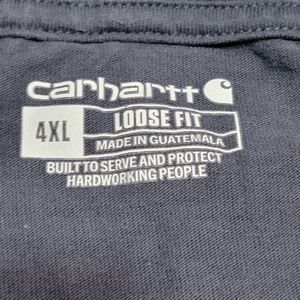 carhartt
4XL
LOOSE FIT
MADE IN GUATEMALA
BUILT TO SERVE AND PROTECT
HARDWORKING PEOPLE